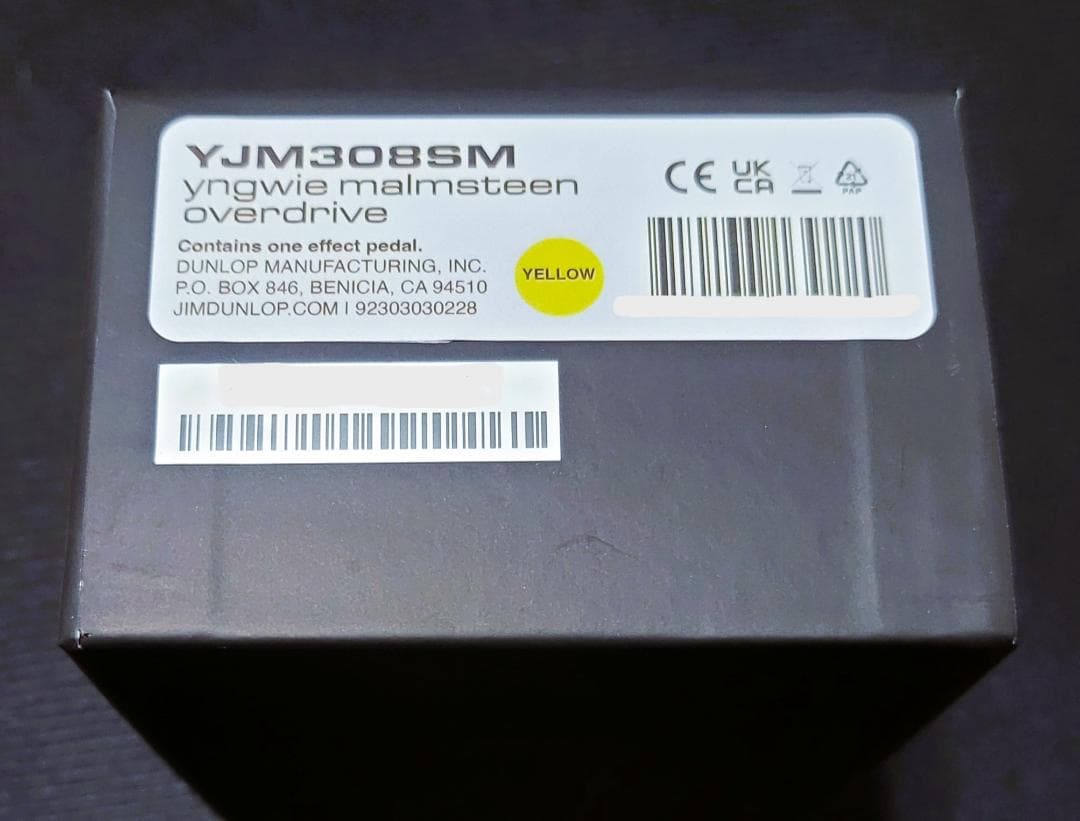 YJM308SM
yngwie malmsteen
overdrive
Contains one effect pedal.
DUNLOP MANUFACTURING, INC.
P.O. BOX 846, BENICIA, CA 94510
JIMDUNLOP.COM | 92303030228
YELLOW
CE UK
CA
21
PAP